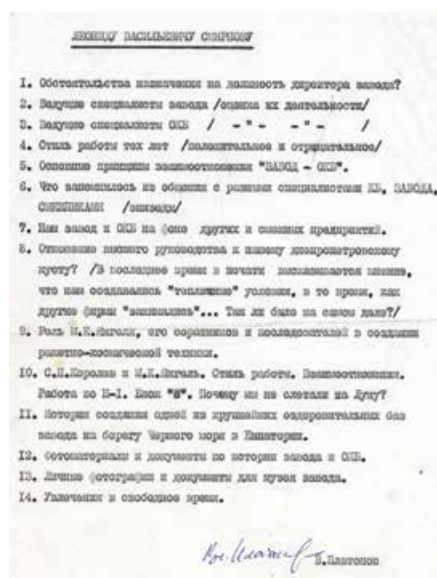 ЛЕОНИДУ ВАСИЛЬЕВИЧУ СМИРНОВУ
1. Обстоятельства назначения на должность директора завода?
2. Ведущие специалисты завода /оценка их деятельности/
3. Ведущие специалисты ОКБ / - " - - " - /
4. Стиль работы тех лет /положительное и отрицательное/
5. Основные принципы взаимоотношения "ЗАВОД - ОКБ".
6. Что запомнилось из общения с разными специалистами КБ, ЗАВОДА,
СМЕЖНИКАМИ /эпизоды/
7. Наш завод и ОКБ на фоне других и смежных предприятий.
8. Отношение высшего руководства к нашему днепропетровскому
кусту? /В последнее время в печати высказывается мнение,
что нам создавались "тепличные" условия, в то время, как
другие фирмы "зажимались"... Так ли было на самом деле?/
9. Роль М.К.Янгеля, его соратников и последователей в создании
ракетно-космической техники.
10. С.П.Королев и М.К.Янгель. Стиль работы. Взаимоотношения.
Работа по Н-1. Блок "Е". Почему мы не слетали на Луну?
11. История создания одной из крупнейших оздоровительных баз
завода на берегу Черного моря в Евпатории.
12. Фотоматериалы и документы по истории завода и ОКБ.
13. Личные фотографии и документы для музея завода.
14. Увлечения и свободное время.
В.Платонов